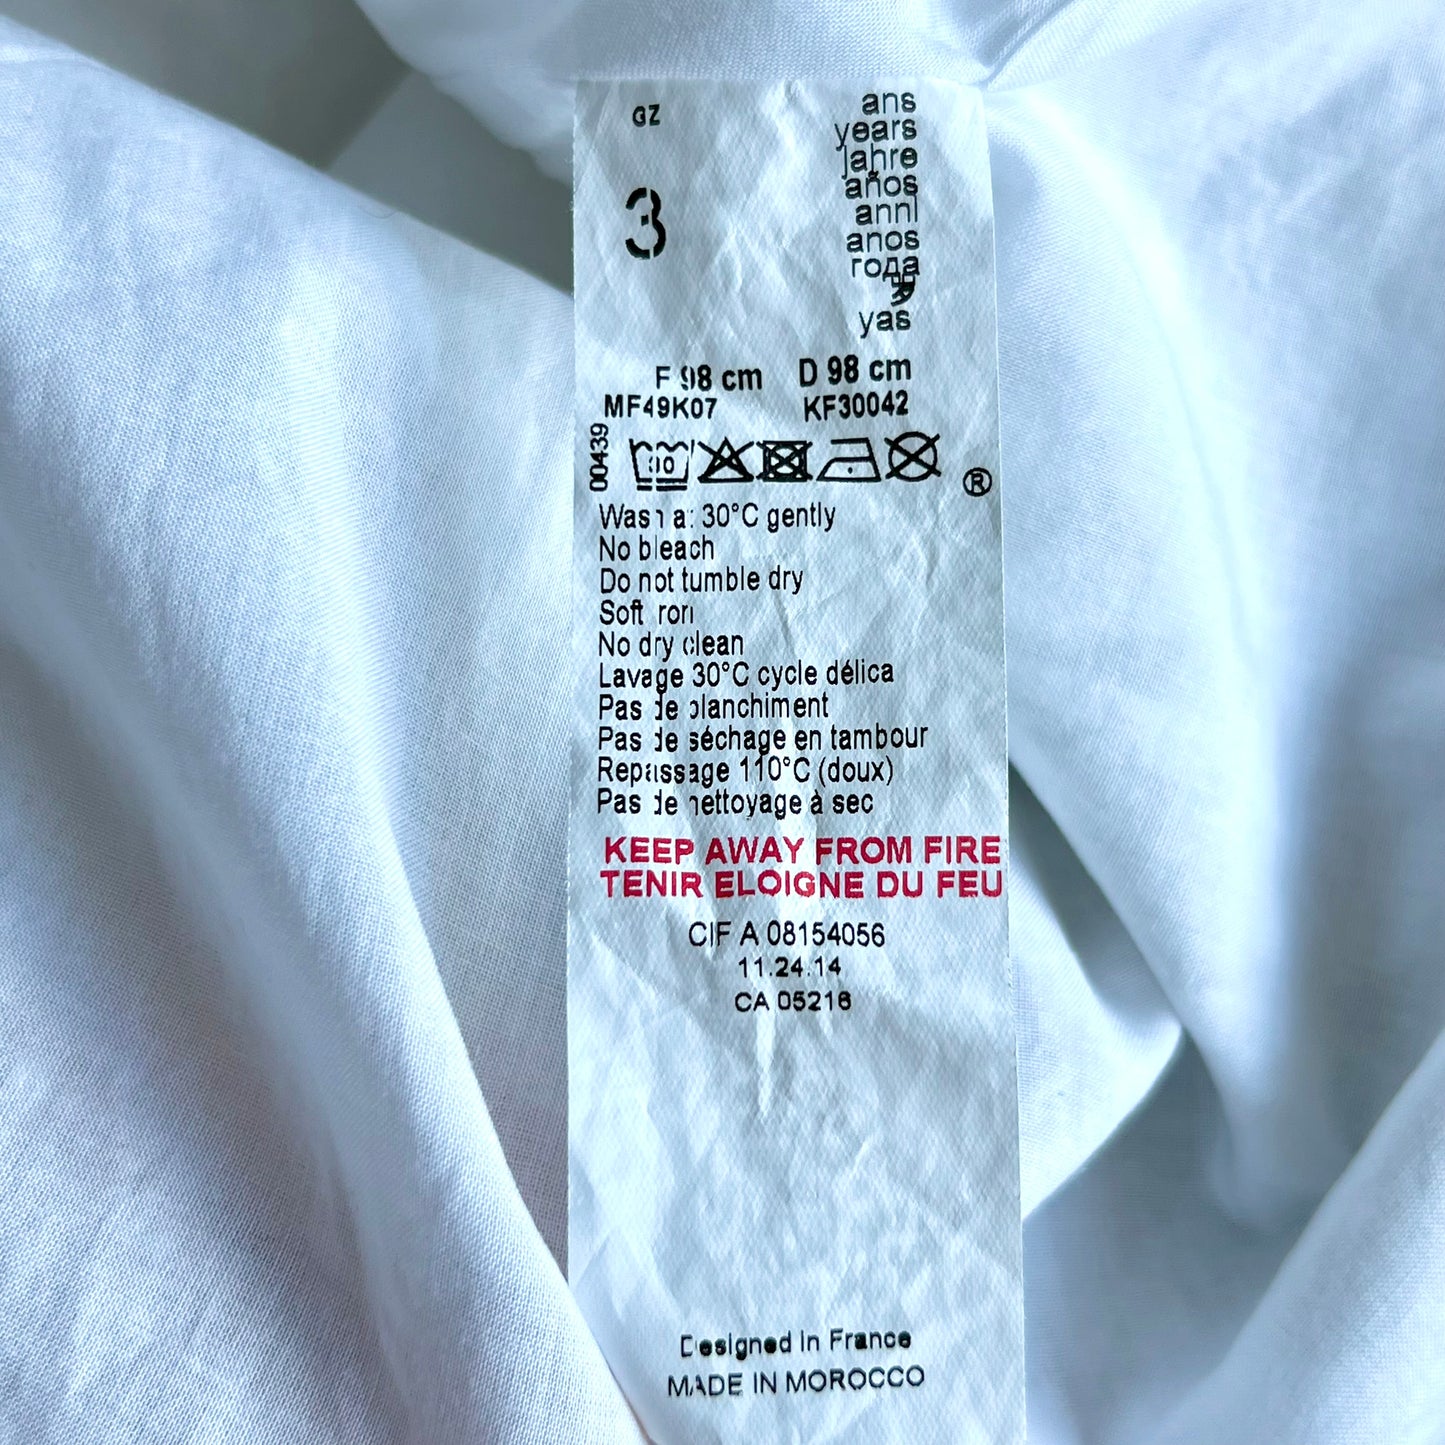 GZ
3
ans
years
Jahre
años
annI
anos
года
yas
F 98 cm D 98 cm
MF49K07 KF30042
00439
30
®
Wash at 30°C gently
No bleach
Do not tumble dry
Soft iron
No dry clean
Lavage 30°C cycle délica
Pas de blanchiment
Pas de séchage en tambour
Repassage 110°C (doux)
Pas de nettoyage à sec
KEEP AWAY FROM FIRE
TENIR ELOIGNE DU FEU
CIF A 08154056
11.24.14
CA 05216
Designed in France
MADE IN MOROCCO